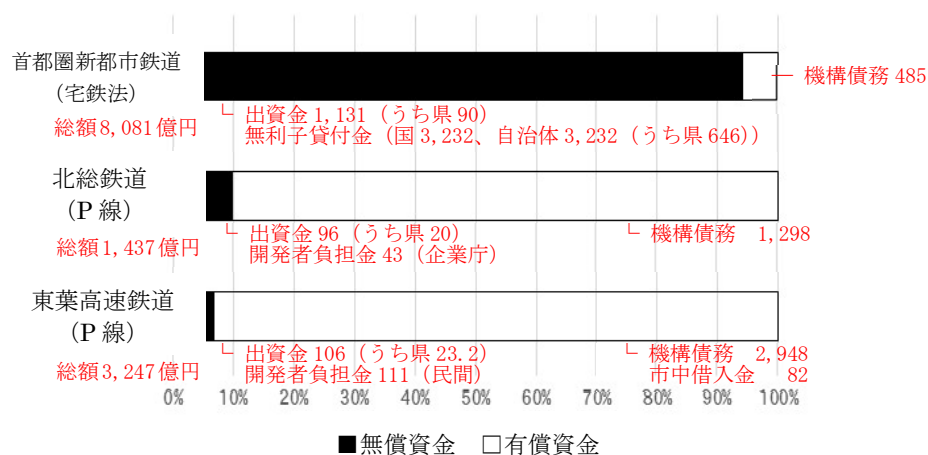 首都圏新都市鉄道
（宅鉄法）
総額8,081億円
機構債務 485
└ 出資金 1,131（うち県 90）
無利子貸付金（国 3,232、自治体 3,232（うち県 646））
北総鉄道
（P 線）
総額1,437億円
└ 出資金 96（うち県 20）
開発者負担金 43（企業庁）
└ 機構債務 1,298
東葉高速鉄道
（P 線）
総額3,247億円
└ 出資金 106（うち県 23.2）
開発者負担金 111（民間）
└ 機構債務 2,948
市中借入金 82
0% 10% 20% 30% 40% 50% 60% 70% 80% 90% 100%
■無償資金 □有償資金